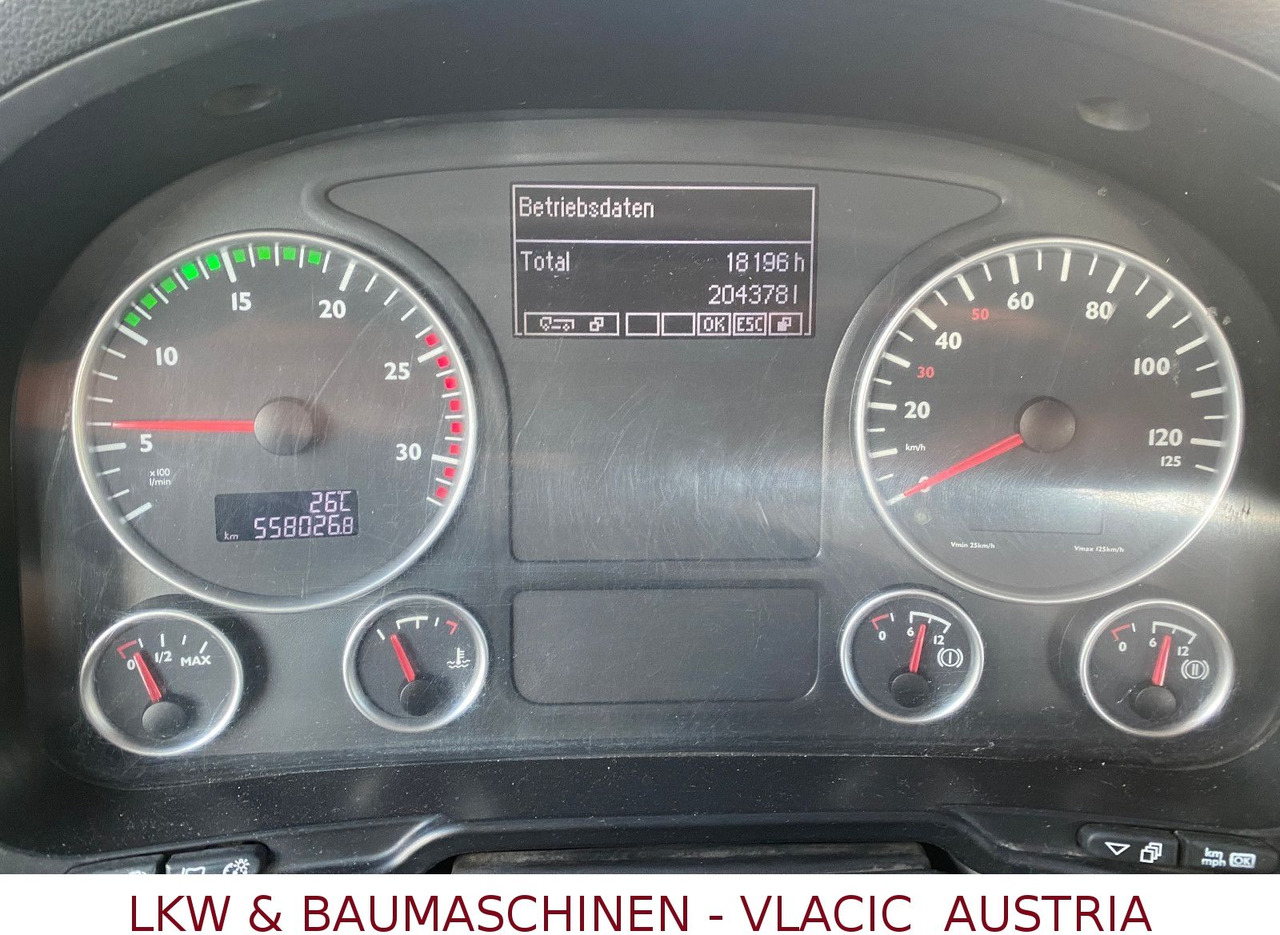 Betriebsdaten
Total 18196 h
204378 l
OK ESC
5 10 15 20 25 30
x100
l/min
26°C
km 558026.8
0 20 40 60 80 100 120
125
30 50
km/h
Vmin 25km/h Vmax 125km/h
0 1/2 MAX
0 6 12
0 6 12
km
mph OK
LKW & BAUMASCHINEN - VLACIC AUSTRIA